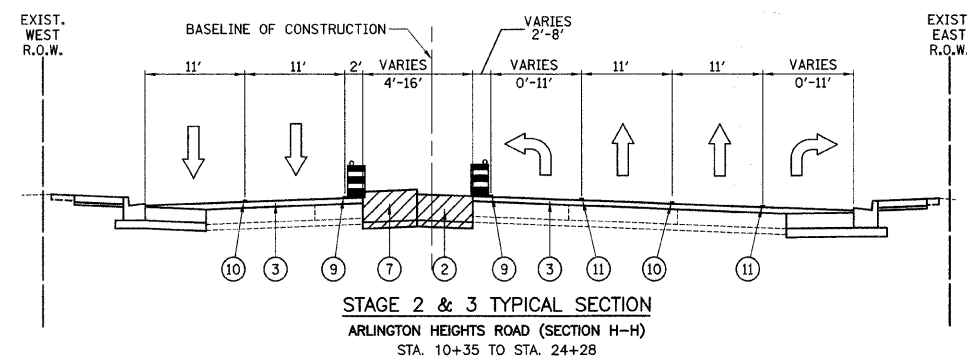 EXIST.
WEST
R.O.W.
BASELINE OF CONSTRUCTION
VARIES
2'-8'
EXIST.
EAST
R.O.W.
11'
11'
2'
VARIES
4'-16'
VARIES
0'-11'
11'
11'
VARIES
0'-11'
10
3
9
7
2
9
3
11
10
11
STAGE 2 & 3 TYPICAL SECTION
ARLINGTON HEIGHTS ROAD (SECTION H-H)
STA. 10+35 TO STA. 24+28